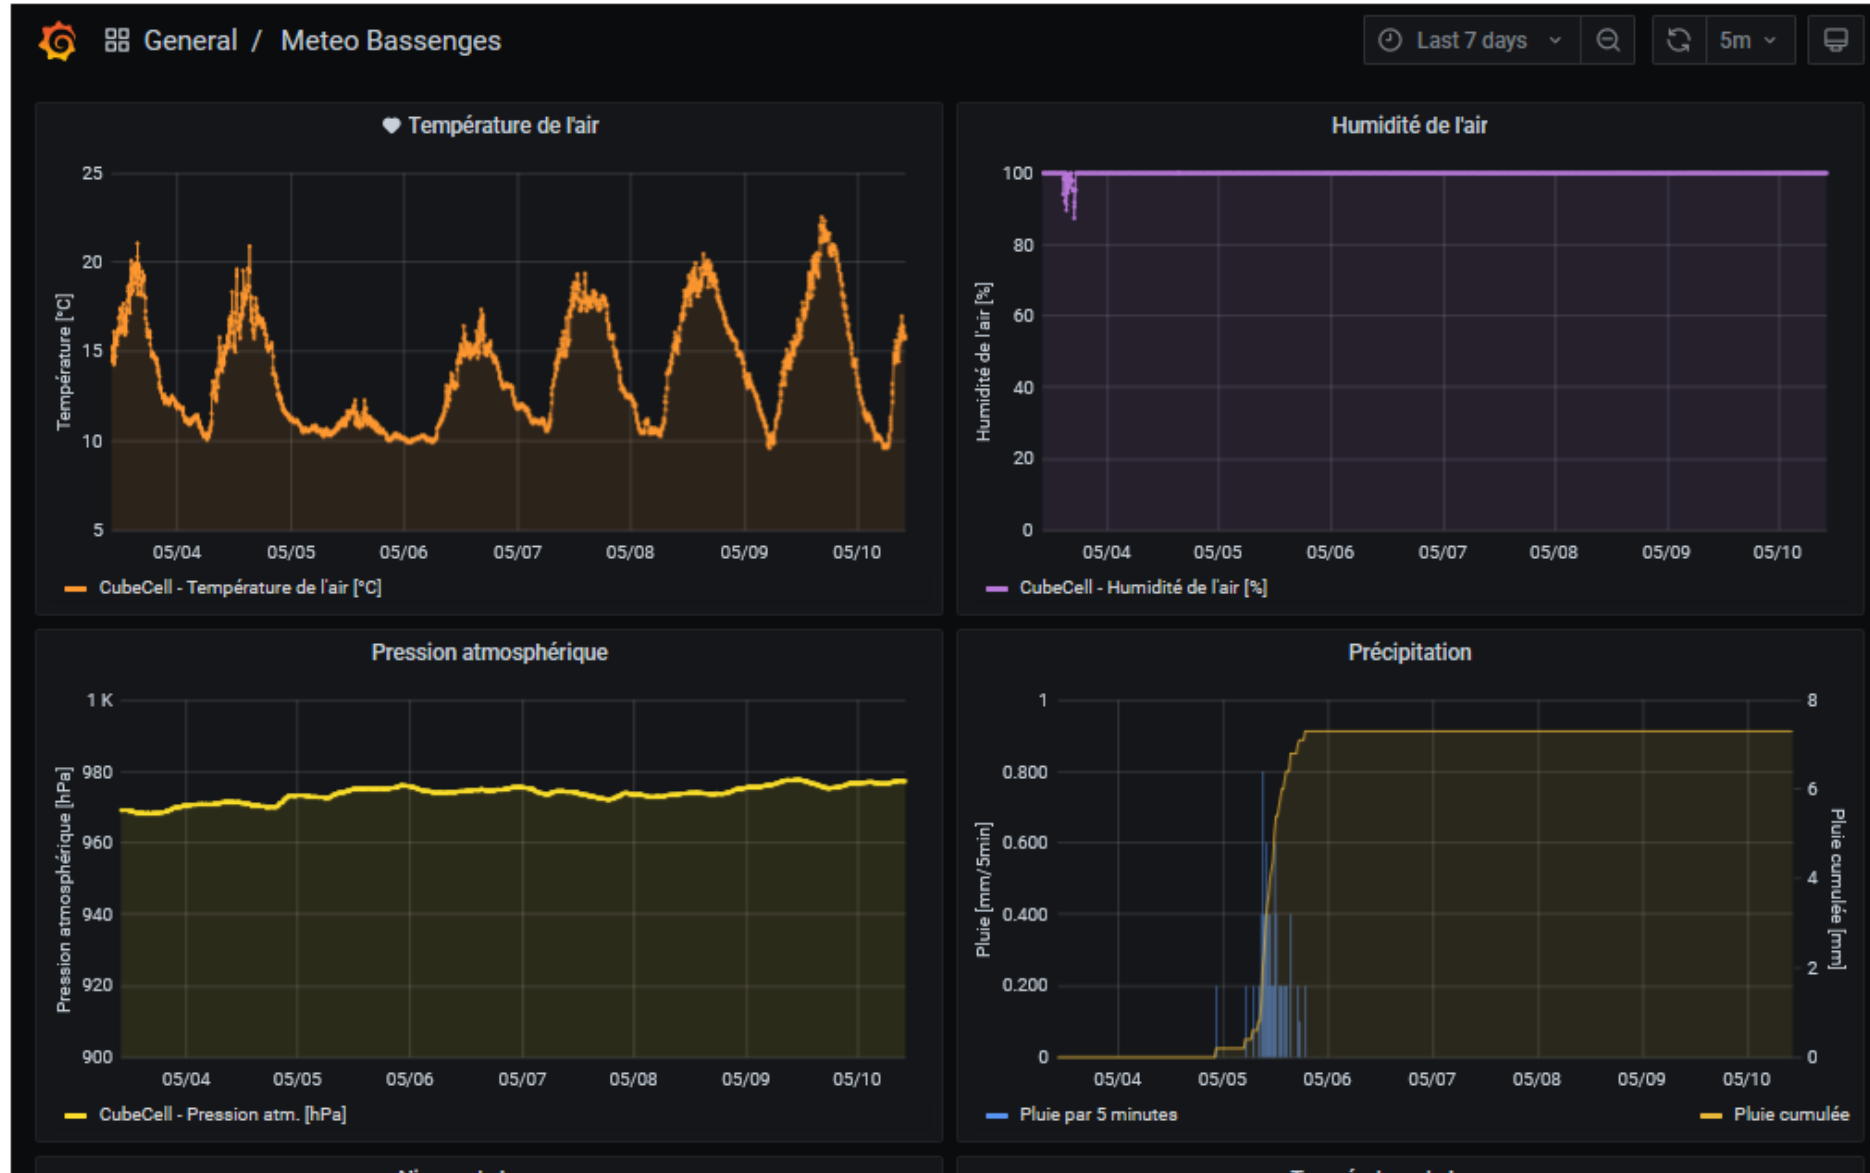 General / Meteo Bassenges
Last 7 days
5m
Température de l'air
25
20
15
10
5
Température [°C]
05/04 05/05 05/06 05/07 05/08 05/09 05/10
CubeCell - Température de l'air [°C]
Humidité de l'air
100
80
60
40
20
0
Humidité de l'air [%]
05/04 05/05 05/06 05/07 05/08 05/09 05/10
CubeCell - Humidité de l'air [%]
Pression atmosphérique
1 K
980
960
940
920
900
Pression atmosphérique [hPa]
05/04 05/05 05/06 05/07 05/08 05/09 05/10
CubeCell - Pression atm. [hPa]
Précipitation
1
0.800
0.600
0.400
0.200
0
Pluie [mm/5min]
8
6
4
2
0
Pluie cumulée [mm]
05/04 05/05 05/06 05/07 05/08 05/09 05/10
Pluie par 5 minutes
Pluie cumulée